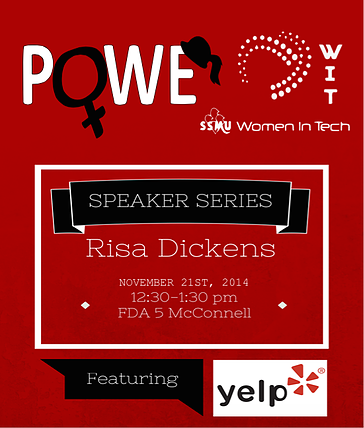 POWE
WIT
SSMU Women In Tech
SPEAKER SERIES
Risa Dickens
NOVEMBER 21ST, 2014
12:30-1:30 pm
FDA 5 McConnell
Featuring
yelp®